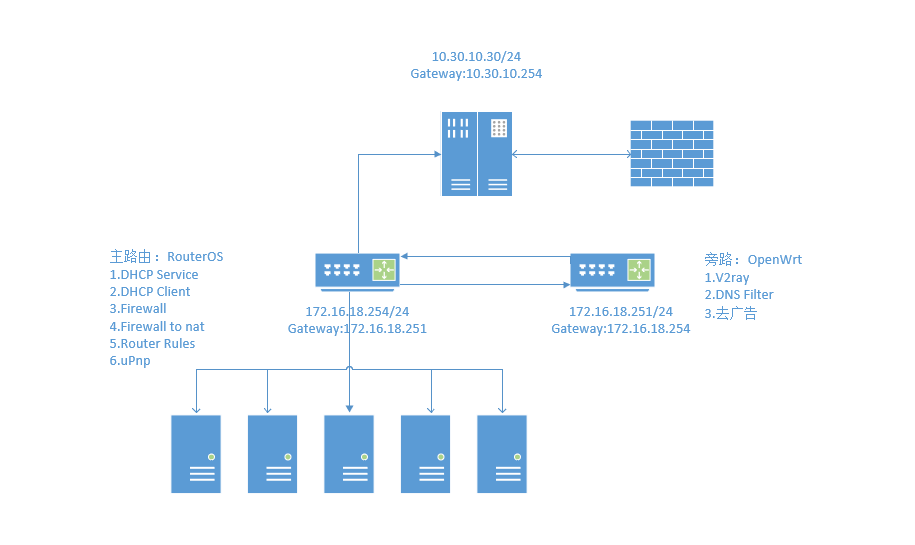 10.30.10.30/24
Gateway:10.30.10.254
主路由：RouterOS
1.DHCP Service
2.DHCP Client
3.Firewall
4.Firewall to nat
5.Router Rules
6.uPnp
172.16.18.254/24
Gateway:172.16.18.251
172.16.18.251/24
Gateway:172.16.18.254
旁路：OpenWrt
1.V2ray
2.DNS Filter
3.去广告